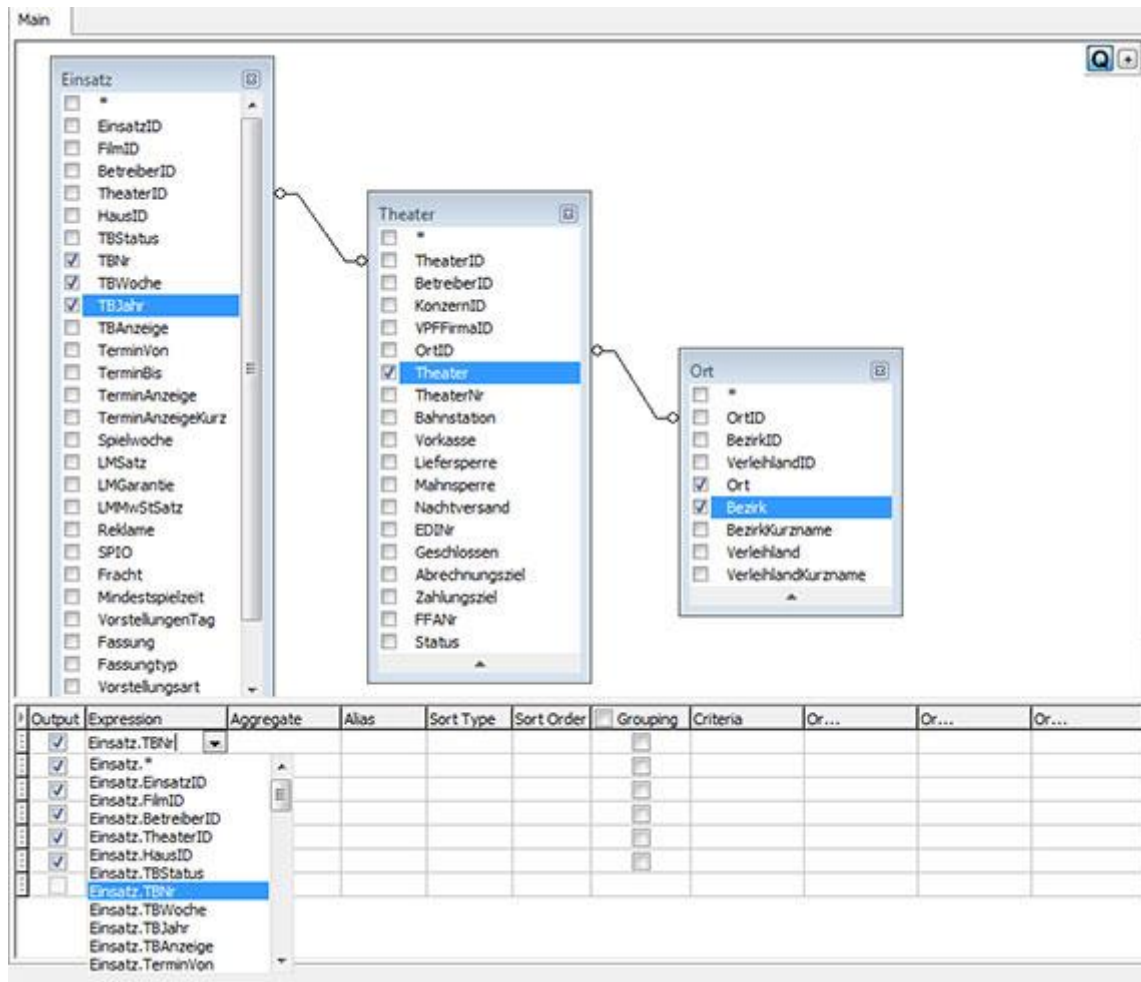 Main
Q +
Einsatz
*
EinsatzID
FilmID
BetreiberID
TheaterID
HausID
TBStatus
TBNr
TBWoche
TBJahr
TBAnzeige
TerminVon
TerminBis
TerminAnzeige
TerminAnzeigeKurz
Spielwoche
LMSatz
LMGarantie
LMMwStSatz
Reklame
SPIO
Fracht
Mindestspielzeit
VorstellungenTag
Fassung
Fassungtyp
Vorstellungsart
Theater
*
TheaterID
BetreiberID
KonzernID
VPFFirmaID
OrtID
Theater
TheaterNr
Bahnstation
Vorkasse
Liefersperre
Mahnsperre
Nachtversand
EDINr
Geschlossen
Abrechnungsziel
Zahlungsziel
FFANr
Status
Ort
*
OrtID
BezirkID
VerleihlandID
Ort
Bezirk
BezirkKurzname
Verleihland
VerleihlandKurzname
Output Expression Aggregate Alias Sort Type Sort Order Grouping Criteria Or... Or... Or...
Einsatz.TBNr
Einsatz.*
Einsatz.EinsatzID
Einsatz.FilmID
Einsatz.BetreiberID
Einsatz.TheaterID
Einsatz.HausID
Einsatz.TBStatus
Einsatz.TBNr
Einsatz.TBWoche
Einsatz.TBJahr
Einsatz.TBAnzeige
Einsatz.TerminVon